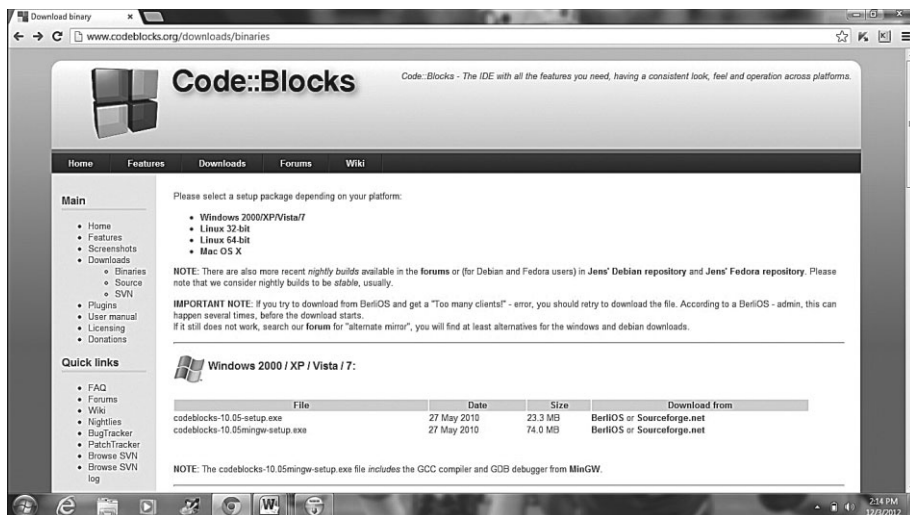 Download binary
www.codeblocks.org/downloads/binaries
Code::Blocks
Code::Blocks - The IDE with all the features you need, having a consistent look, feel and operation across platforms.
Home Features Downloads Forums Wiki
Main
Home
Features
Screenshots
Downloads
Binaries
Source
SVN
Plugins
User manual
Licensing
Donations
Quick links
FAQ
Forums
Wiki
Nightlies
BugTracker
PatchTracker
Browse SVN
Browse SVN
log
Please select a setup package depending on your platform:
Windows 2000/XP/Vista/7
Linux 32-bit
Linux 64-bit
Mac OS X
NOTE: There are also more recent nightly builds available in the forums or (for Debian and Fedora users) in Jens' Debian repository and Jens' Fedora repository. Please
note that we consider nightly builds to be stable, usually.
IMPORTANT NOTE: If you try to download from BerliOS and get a "Too many clients!" - error, you should retry to download the file. According to a BerliOS - admin, this can
happen several times, before the download starts.
If it still does not work, search our forum for "alternate mirror", you will find at least alternatives for the windows and debian downloads.
Windows 2000 / XP / Vista / 7:
File Date Size Download from
codeblocks-10.05-setup.exe 27 May 2010 23.3 MB BerliOS or Sourceforge.net
codeblocks-10.05mingw-setup.exe 27 May 2010 74.0 MB BerliOS or Sourceforge.net
NOTE: The codeblocks-10.05mingw-setup.exe file includes the GCC compiler and GDB debugger from MinGW.
2:14 PM
12/3/2012